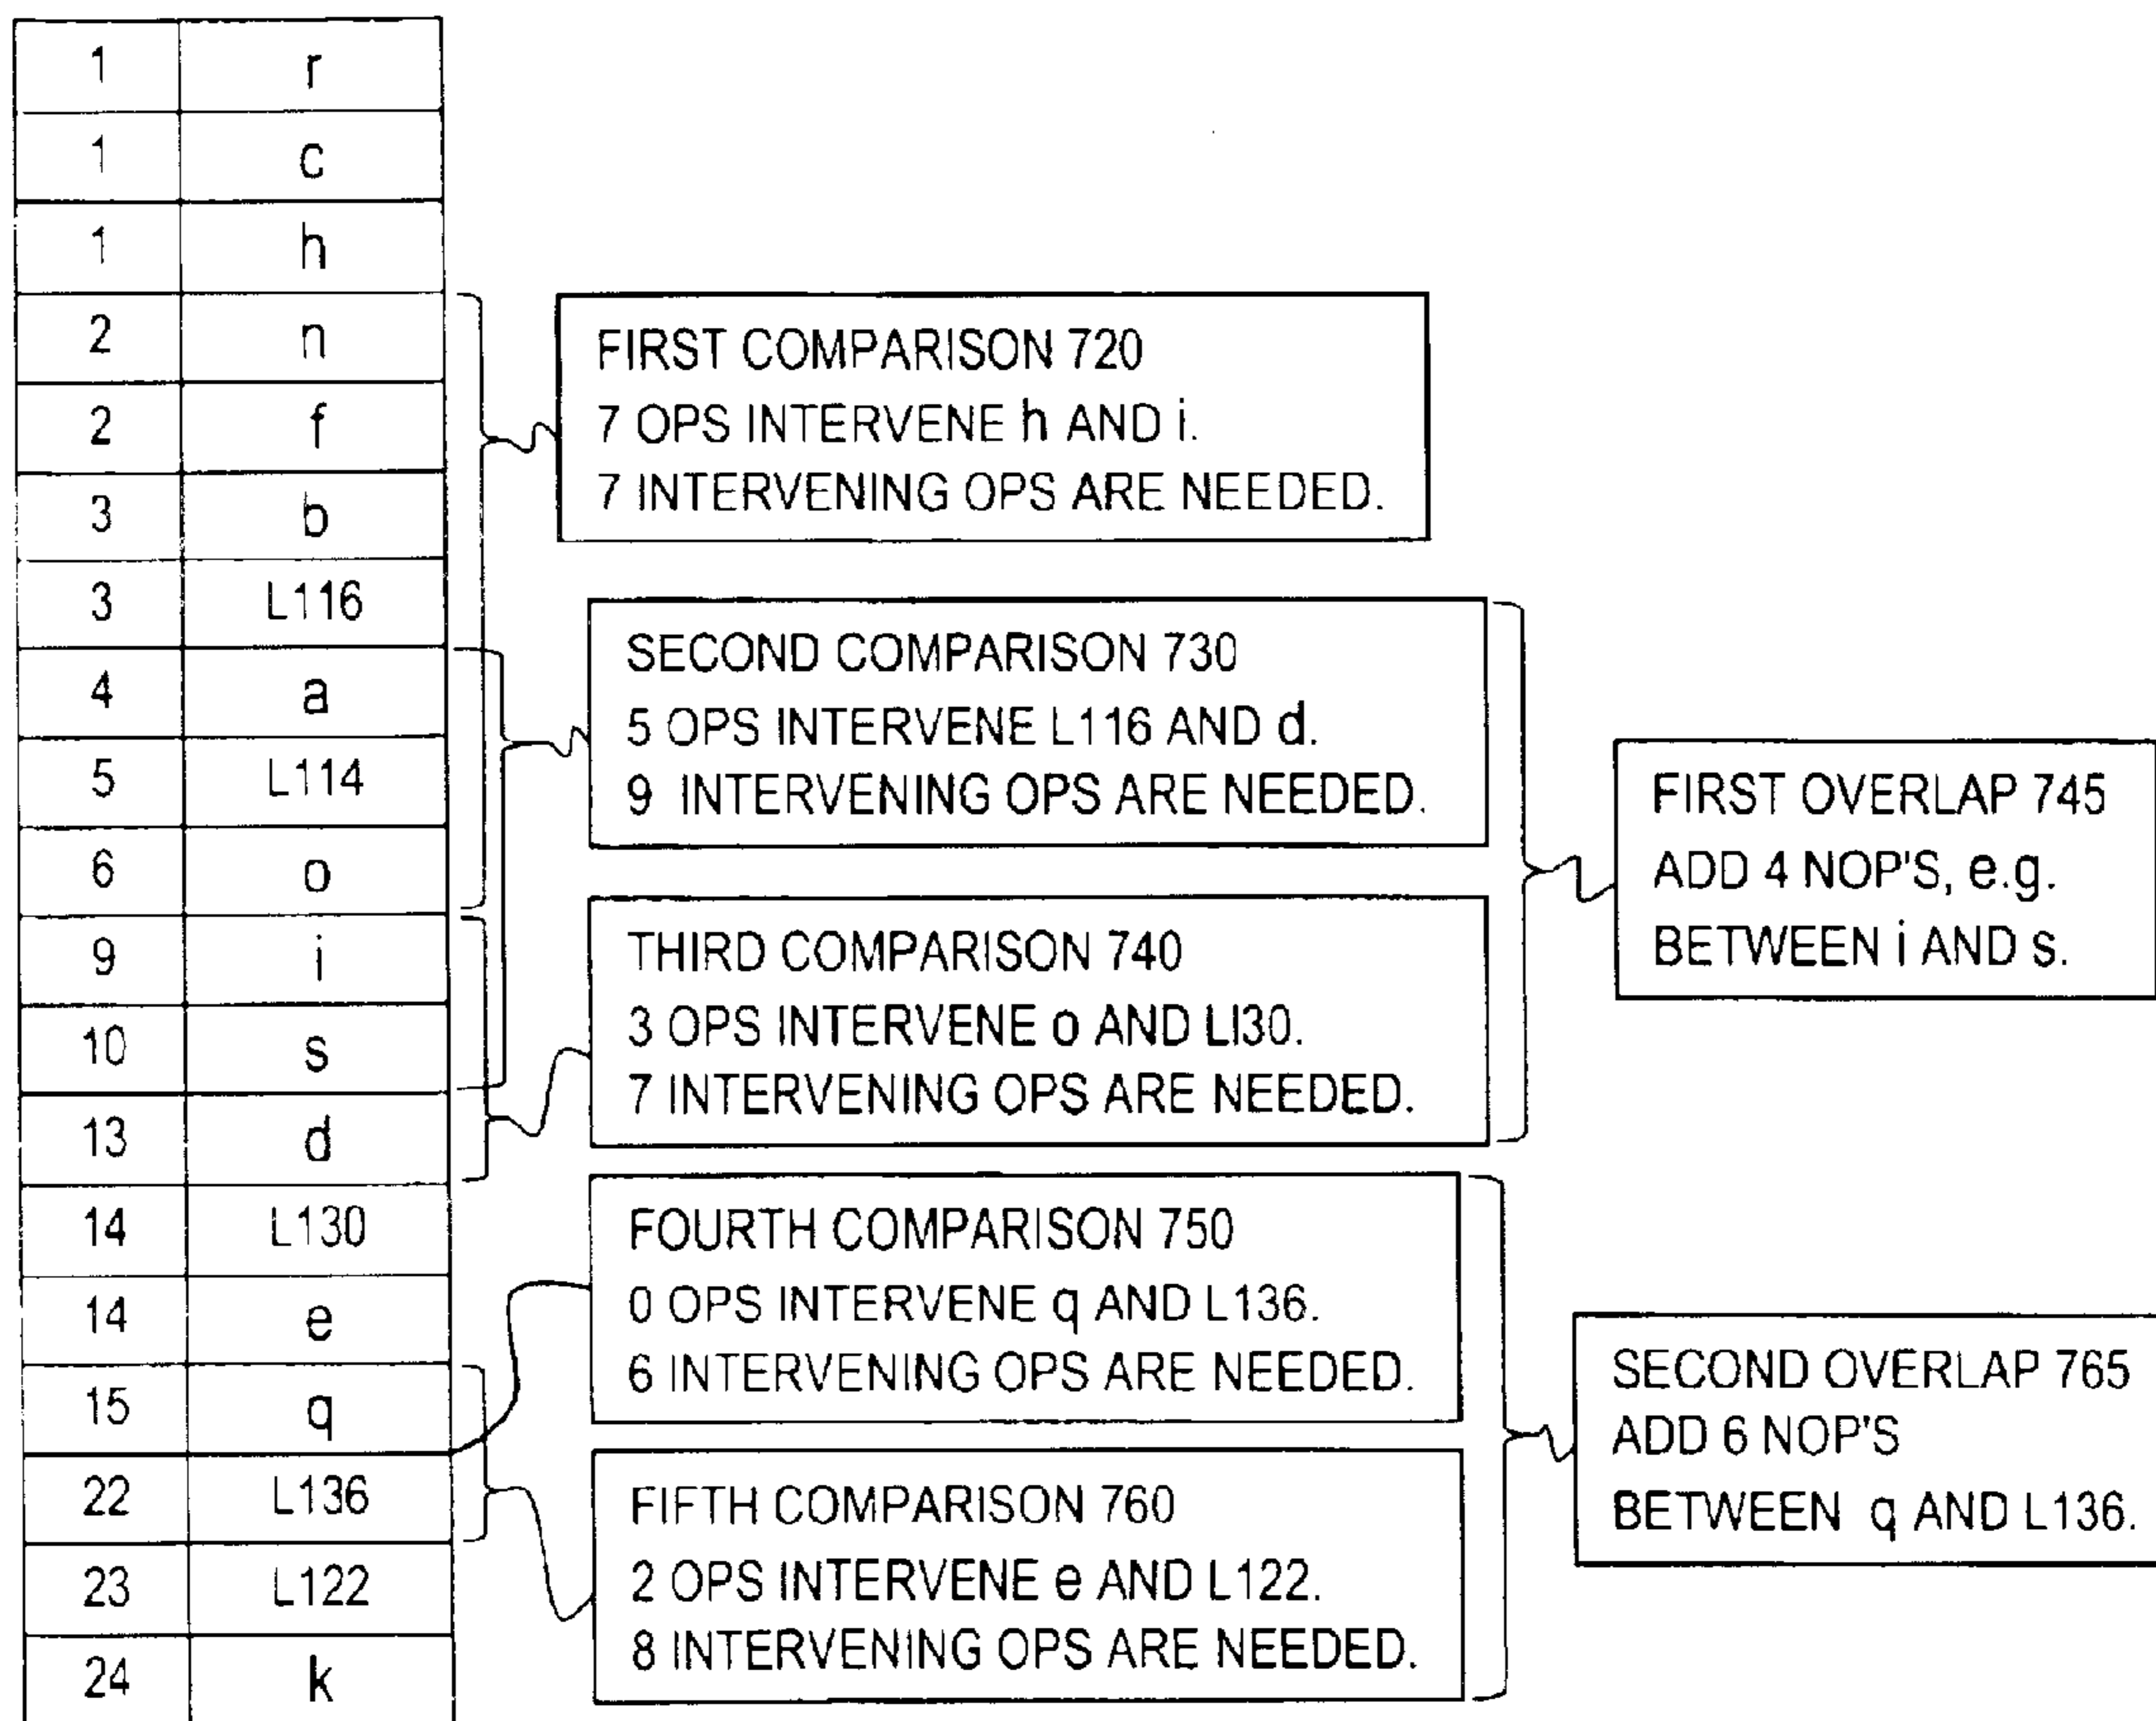 1 r
1 c
1 h
2 n
2 f
3 b
3 L116
4 a
5 L114
6 o
9 i
10 s
13 d
14 L130
14 e
15 q
22 L136
23 L122
24 k
FIRST COMPARISON 720
7 OPS INTERVENE h AND i.
7 INTERVENING OPS ARE NEEDED.
SECOND COMPARISON 730
5 OPS INTERVENE L116 AND d.
9 INTERVENING OPS ARE NEEDED.
THIRD COMPARISON 740
3 OPS INTERVENE o AND LI30.
7 INTERVENING OPS ARE NEEDED.
FIRST OVERLAP 745
ADD 4 NOP'S, e.g.
BETWEEN i AND s.
FOURTH COMPARISON 750
0 OPS INTERVENE q AND L136.
6 INTERVENING OPS ARE NEEDED.
FIFTH COMPARISON 760
2 OPS INTERVENE e AND L122.
8 INTERVENING OPS ARE NEEDED.
SECOND OVERLAP 765
ADD 6 NOP'S
BETWEEN q AND L136.